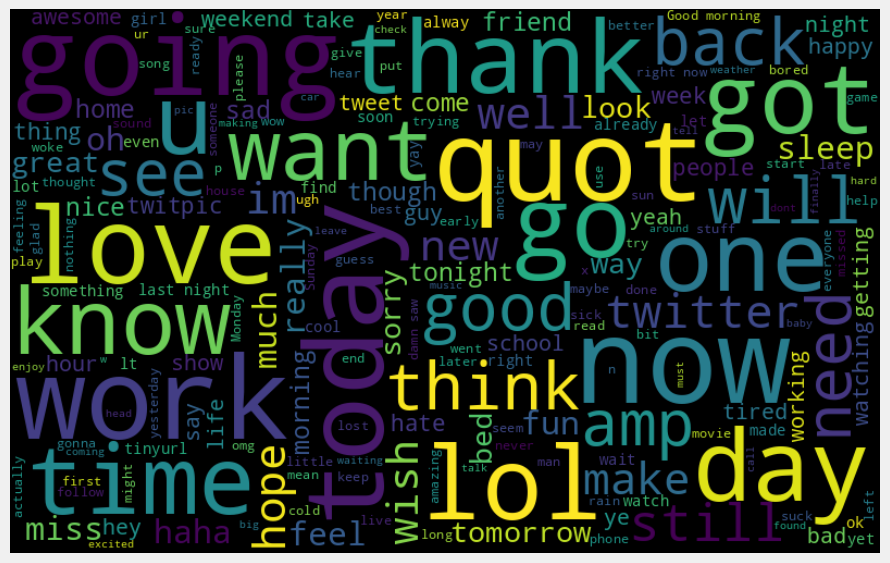 awesome
girl
ur
sure
weekend
take
year
check
alway
friend
better
Good morning
night
happy
going
thank
back
song
ready
please
give
put
hear
right now
weather
bored
game
car
got
home
pic
u
sad
tweet
come
soon
trying
well
look
week
already
let
tell
thing
oh
sound
even
someone
making
wow
want
yay
quot
may
sleep
woke
great
see
p
house
find
though
another
use
people
start
late
lot
thought
nice
twitpic
im
ugh
best
guy
early
sun
dont
finally
hard
help
will
feeling
glad
nothing
love
really
leave
today
Sunday
guess
new
go
yeah
around
stuff
try
one
everyone
missed
getting
play
tonight
way
x
something
last night
Monday
much
cool
sorry
music
damn saw
good
maybe
done
sick
read
twitter
baby
need
know
hour
w
lt
show
school
went
later
right
bit
now
watching
enjoy
end
think
must
work
head
yesterday
say
life
morning
lost
hate
bed
seem
fun
amp
tired
made
working
gonna
coming
tinyurl
omg
never
movie
time
actually
first
follow
might
hope
little
mean
waiting
keep
wish
amazing
talk
lol
man
wait
make
rain
watch
day
call
miss
hey
haha
big
cold
feel
live
long
tomorrow
ye
phone
still
suck
found
ok
left
bad
yet
excited